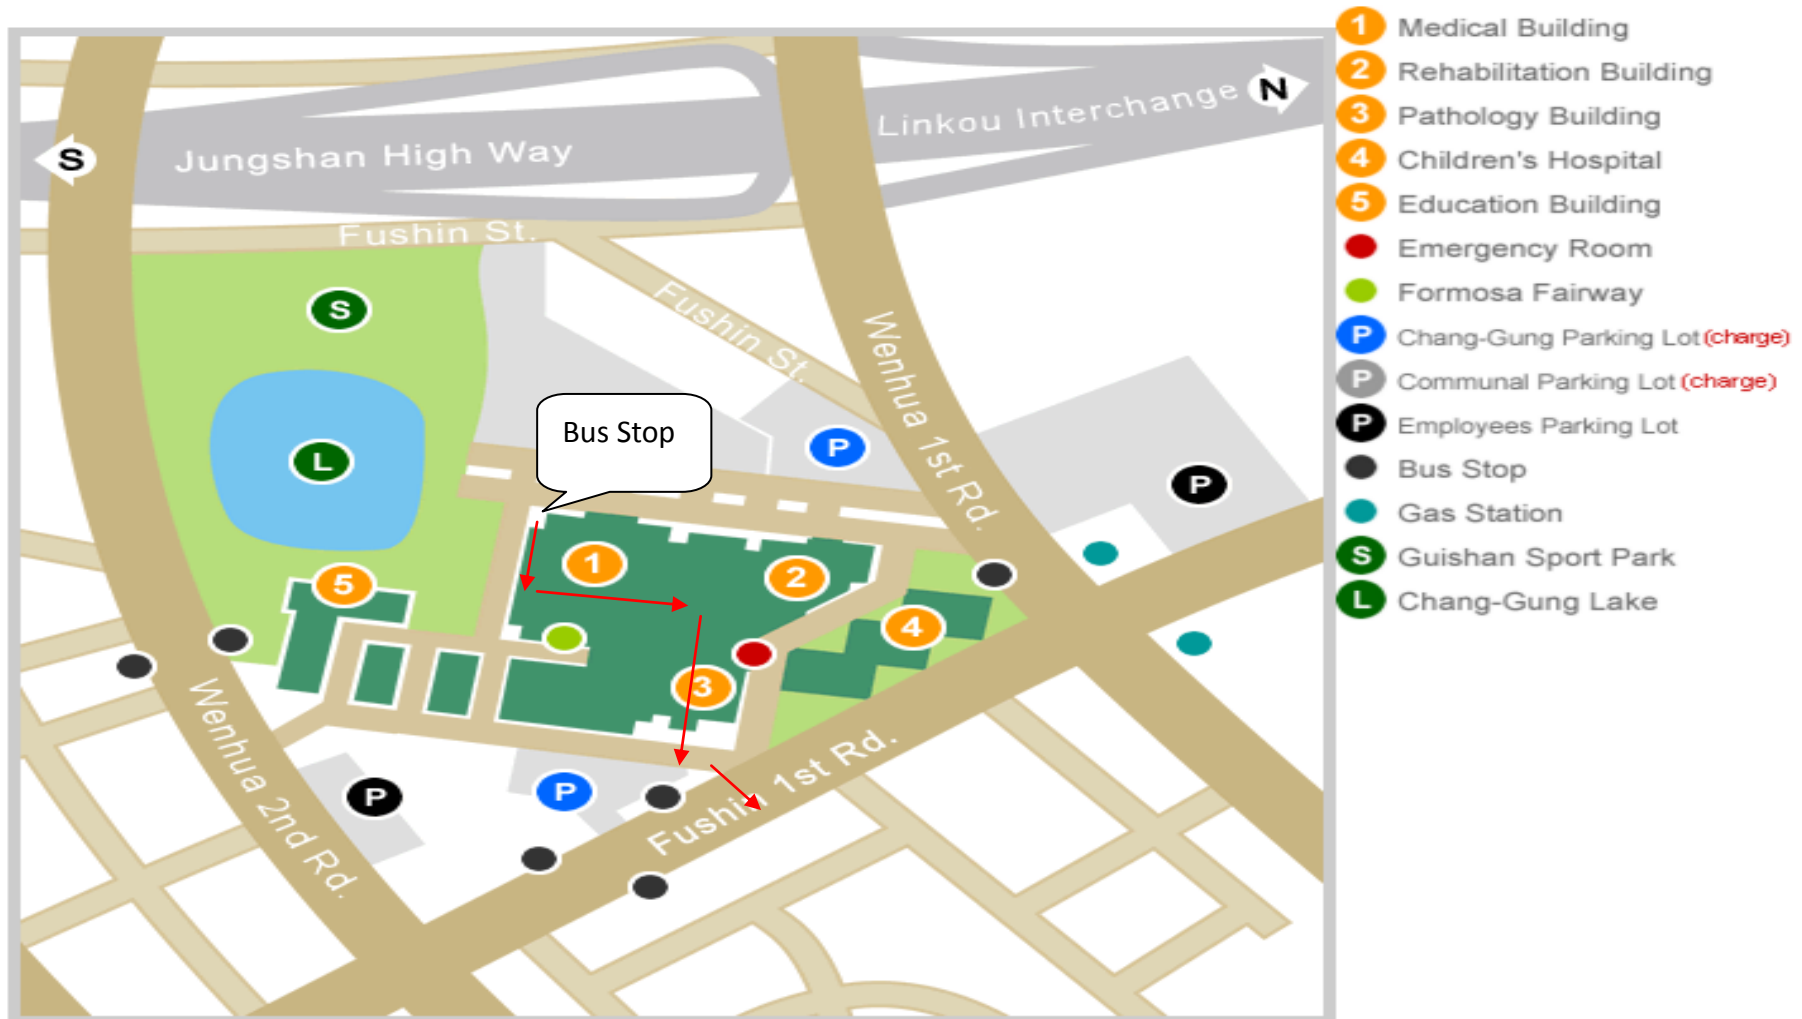 N
Linkou Interchange
S
Jungshan High Way
Fushin St.
Fushin St.
S
Wenhua 1st Rd.
Bus Stop
P
L
P
1
2
5
4
3
Wenhua 2nd Rd.
Fushin 1st Rd.
P
P
1 Medical Building
2 Rehabilitation Building
3 Pathology Building
4 Children's Hospital
5 Education Building
Emergency Room
Formosa Fairway
P Chang-Gung Parking Lot (charge)
P Communal Parking Lot (charge)
P Employees Parking Lot
Bus Stop
Gas Station
S Guishan Sport Park
L Chang-Gung Lake